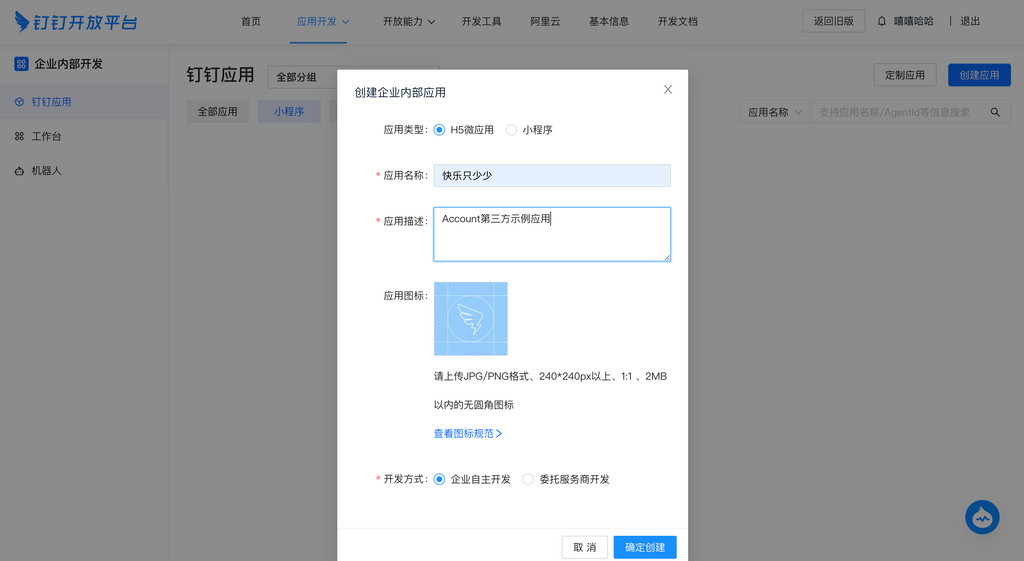 钉钉开放平台 首页 应用开发 开放能力 开发工具 阿里云 基本信息 开发文档 返回旧版 嘻嘻哈哈 | 退出
企业内部开发
钉钉应用
工作台
机器人
钉钉应用 全部分组 定制应用 创建应用
全部应用 小程序 应用名称 支持应用名称/AgentId等信息搜索
创建企业内部应用
应用类型: H5微应用 小程序
* 应用名称: 快乐只少少
* 应用描述: Account第三方示例应用
应用图标:
请上传JPG/PNG格式、240*240px以上、1:1 、2MB
以内的无圆角图标
查看图标规范
* 开发方式: 企业自主开发 委托服务商开发
取 消 确定创建